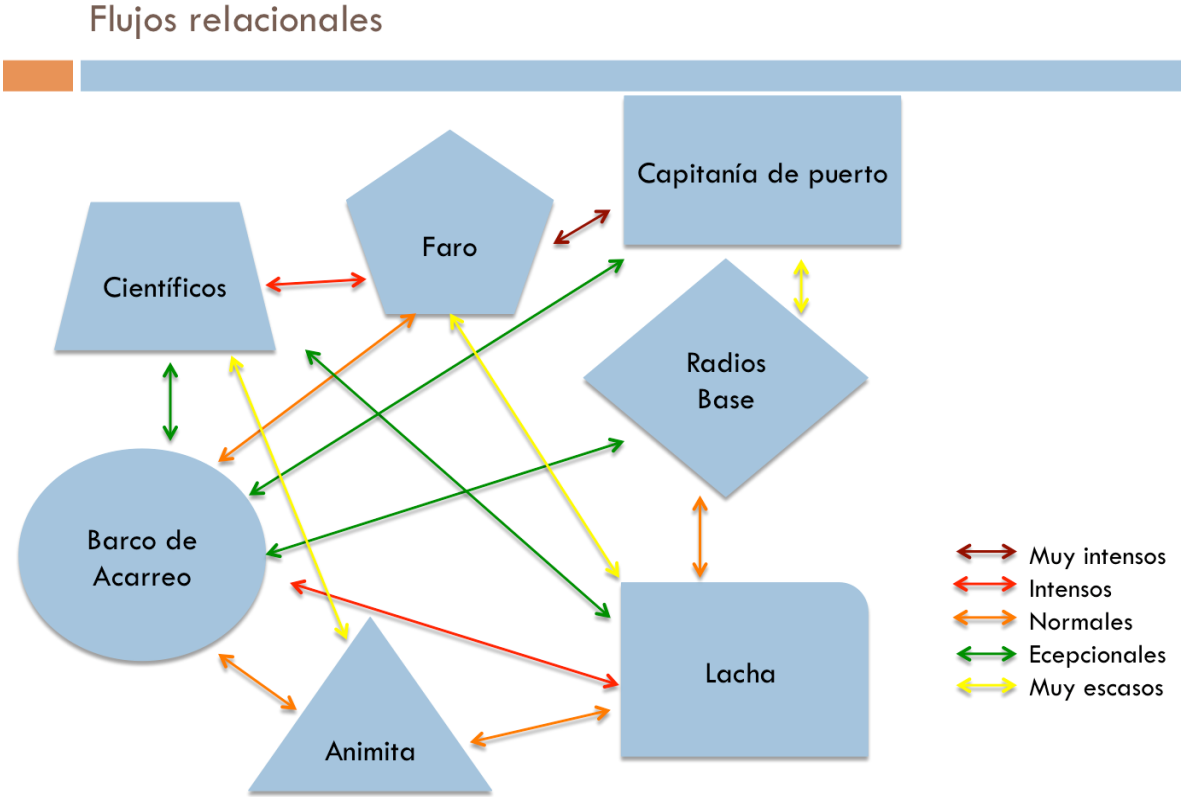 Flujos relacionales
Capitanía de puerto
Faro
Científicos
Radios
Base
Barco de
Acarreo
Lacha
Animita
Muy intensos
Intensos
Normales
Ecepcionales
Muy escasos